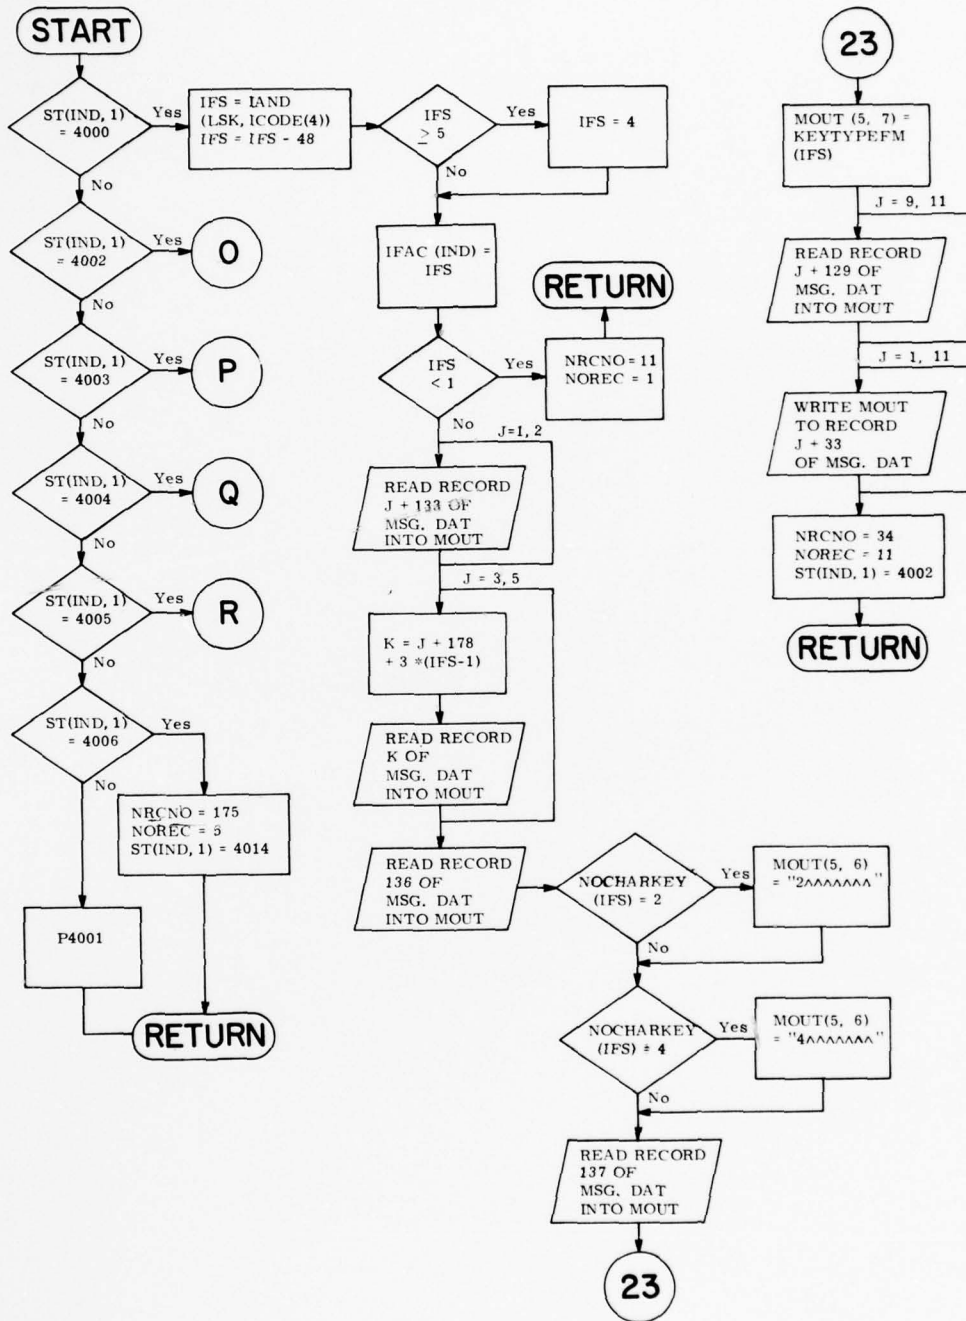 START
ST(IND, 1)
= 4000
Yss
No
ST(IND, 1)
= 4002
Yes
O
No
ST(IND, 1)
= 4003
Yes
P
No
ST(IND, 1)
= 4004
Yes
Q
No
ST(IND, 1)
= 4005
Yes
R
No
ST(IND, 1)
= 4006
Yes
No
NRCNO = 175
NOREC = 5
ST(IND, 1) = 4014
P4001
RETURN
IFS = IAND
(LSK, ICODE(4))
IFS = IFS - 48
IFS
≥ 5
Yes
IFS = 4
No
IFAC (IND) =
IFS
IFS
< 1
Yes
NRCNO = 11
NOREC = 1
RETURN
No
J=1, 2
READ RECORD
J + 133 OF
MSG. DAT
INTO MOUT
J = 3, 5
K = J + 178
+ 3 *(IFS-1)
READ RECORD
K OF
MSG. DAT
INTO MOUT
READ RECORD
136 OF
MSG. DAT
INTO MOUT
NOCHARKEY
(IFS) = 2
Yes
MOUT(5, 6)
= "2^^^^^^^"
No
NOCHARKEY
(IFS) = 4
Yes
MOUT(5, 6)
= "4^^^^^^^"
No
READ RECORD
137 OF
MSG. DAT
INTO MOUT
23
23
MOUT (5, 7) =
KEYTYPEFM
(IFS)
J = 9, 11
READ RECORD
J + 129 OF
MSG. DAT
INTO MOUT
J = 1, 11
WRITE MOUT
TO RECORD
J + 33
OF MSG. DAT
NRCNO = 34
NOREC = 11
ST(IND, 1) = 4002
RETURN